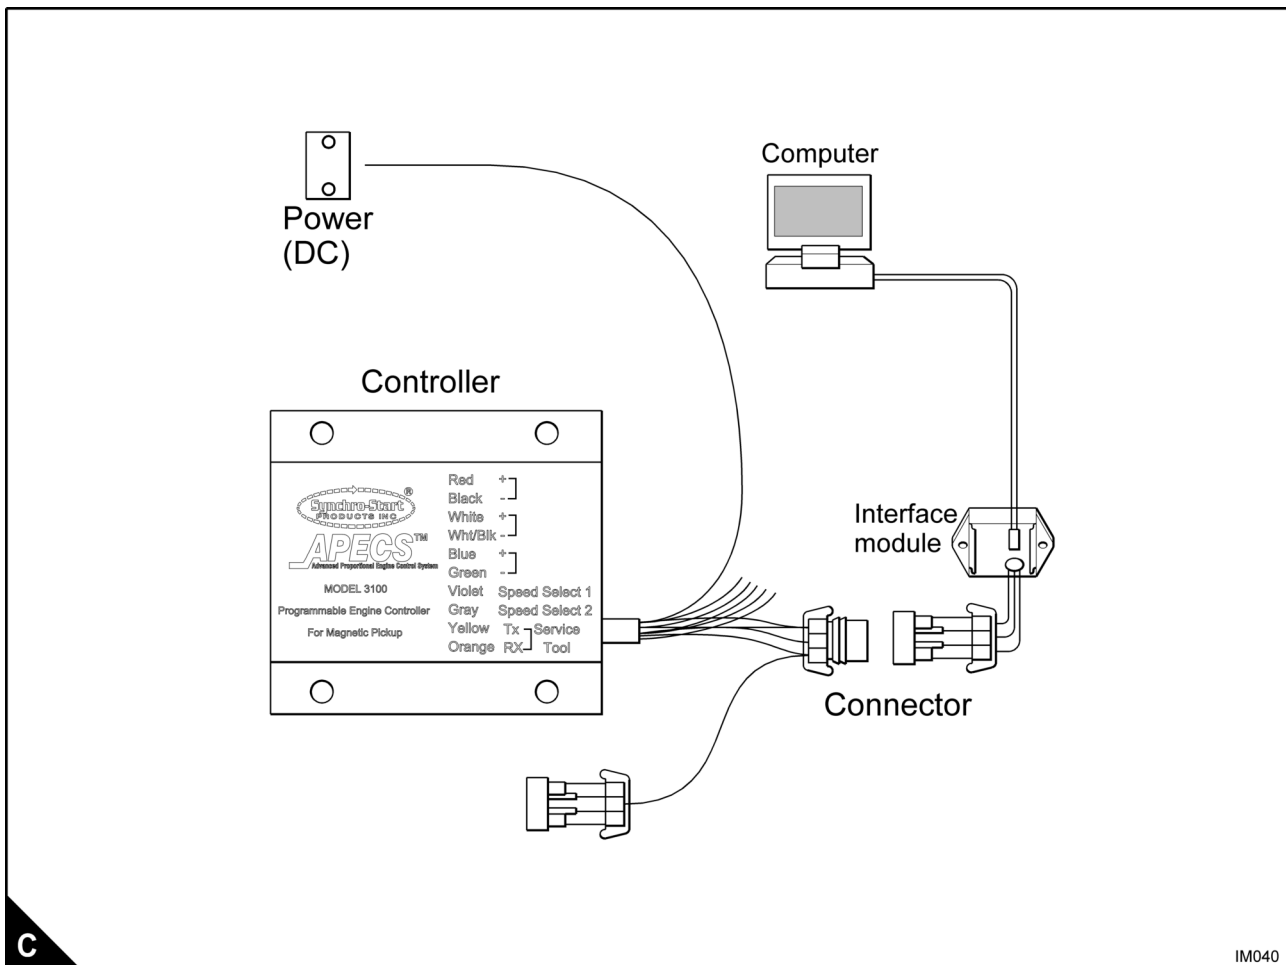 Computer
Power
(DC)
Controller
Red +
Black -
White +
Wht/Blk -
Blue +
Green -
Violet Speed Select 1
Gray Speed Select 2
Yellow Tx Service
Orange RX Tool
Synchro-Start ®
PRODUCTS INC
APECS™
Advanced Proportional Engine Control System
MODEL 3100
Programmable Engine Controller
For Magnetic Pickup
Interface
module
Connector
C
IM040